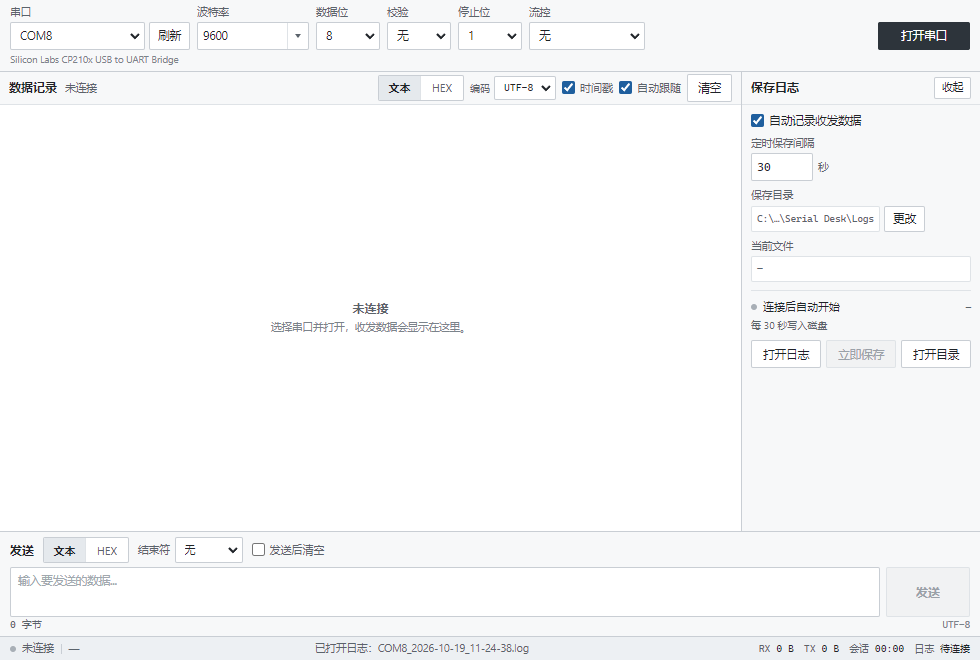 串口 波特率 数据位 校验 停止位 流控
COM8 刷新 9600 8 无 1 无 打开串口
Silicon Labs CP210x USB to UART Bridge
数据记录 未连接 文本 HEX 编码 UTF-8 时间戳 自动跟随 清空 保存日志 收起
自动记录收发数据
定时保存间隔
30 秒
保存目录
C:\…\Serial Desk\Logs 更改
当前文件
—
未连接
选择串口并打开，收发数据会显示在这里。
连接后自动开始 —
每 30 秒写入磁盘
打开日志 立即保存 打开目录
发送 文本 HEX 结束符 无 发送后清空
输入要发送的数据… 发送
0 字节 UTF-8
未连接 — 已打开日志：COM8_2026-10-19_11-24-38.log RX 0 B TX 0 B 会话 00:00 日志 待连接